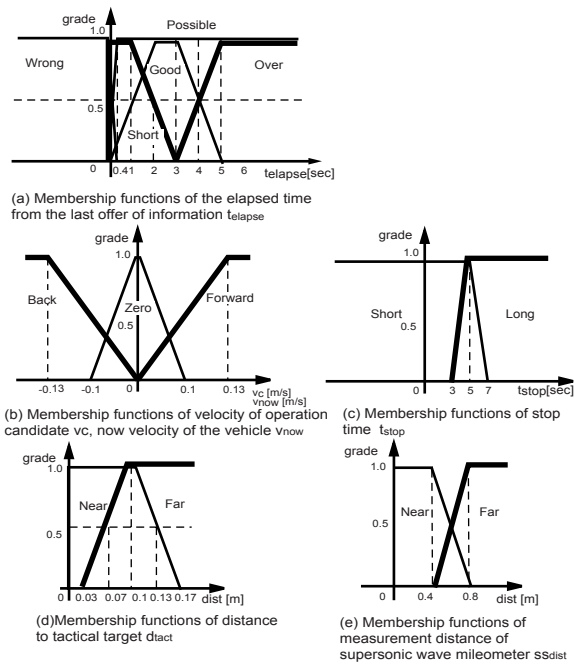 grade
Possible
1.0
Wrong
Good
Over
0.5
Short
0 0.41 2 3 4 5 6 telapse[sec]
(a) Membership functions of the elapsed time
from the last offer of information telapse
grade
1.0
Back
Zero
Forward
0.5
-0.13 -0.1 0 0.1 0.13
vc [m/s]
vnow [m/s]
(b) Membership functions of velocity of operation
candidate vc, now velocity of the vehicle vnow
grade
1.0
Short
0.5
Long
0 3 5 7 tstop[sec]
(c) Membership functions of stop
time tstop
grade
1.0
Near
Far
0.5
0 0.03 0.07 0.1 0.13 0.17
dist [m]
(d)Membership functions of distance
to tactical target dtact
grade
1.0
Near
0.5
Far
0 0.4 0.8
dist [m]
(e) Membership functions of
measurement distance of
supersonic wave mileometer ssdist